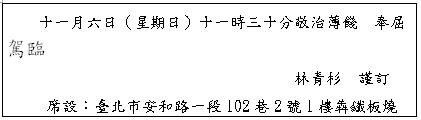 十一月六日（星期日）十一時三十分敬治薄餞　奉屈
駕臨
林青杉　謹訂
席設：臺北市安和路一段102巷2號1樓犇鐵板燒